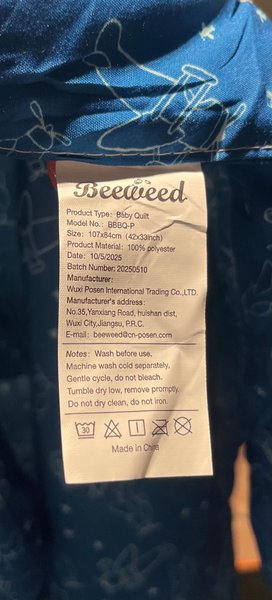 Beeweed
Product Type: Baby Quilt
Model No.: BBBQ-P
Size: 107x84cm (42x33inch)
Product Material: 100% polyester
Date: 10/5/2025
Batch Number: 20250510
Manufacturer:
Wuxi Posen International Trading Co.,LTD.
Manufacturer's address:
No.35,Yanxiang Road, huishan dist,
Wuxi City,Jiangsu, P.R.C.
E-mail: beeweed@cn-posen.com
Notes: Wash before use.
Machine wash cold separately,
Gentle cycle, do not bleach.
Tumble dry low, remove promptly.
Do not dry clean, do not iron.
30
Made in China